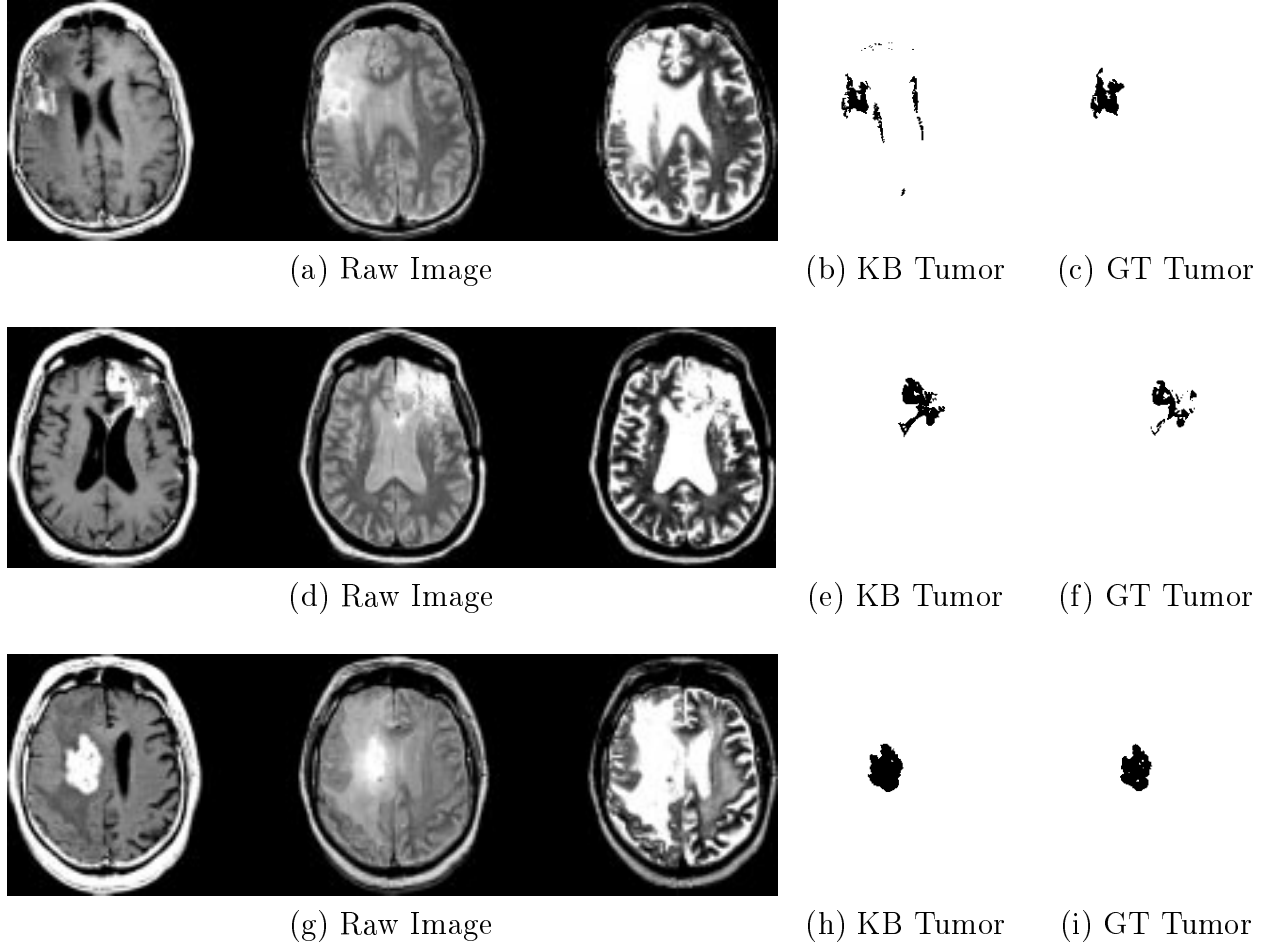 (a) Raw Image (b) KB Tumor (c) GT Tumor
(d) Raw Image (e) KB Tumor (f) GT Tumor
(g) Raw Image (h) KB Tumor (i) GT Tumor